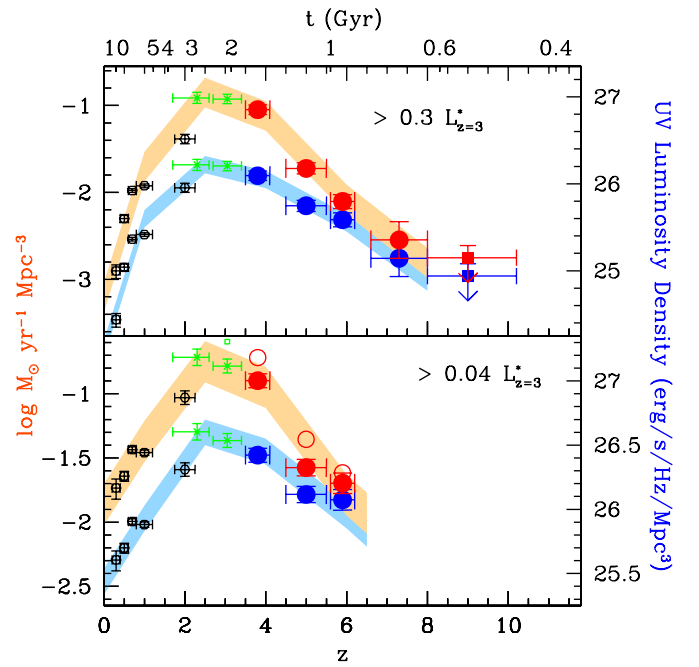 t (Gyr)
10 5 4 3 2 1 0.6 0.4
> 0.3 L*z=3
-1
-2
-3
27
26
25
> 0.04 L*z=3
-1
-1.5
-2
-2.5
27
26.5
26
25.5
0 2 4 6 8 10
z
log M⊙ yr⁻¹ Mpc⁻³
UV Luminosity Density (erg/s/Hz/Mpc³)